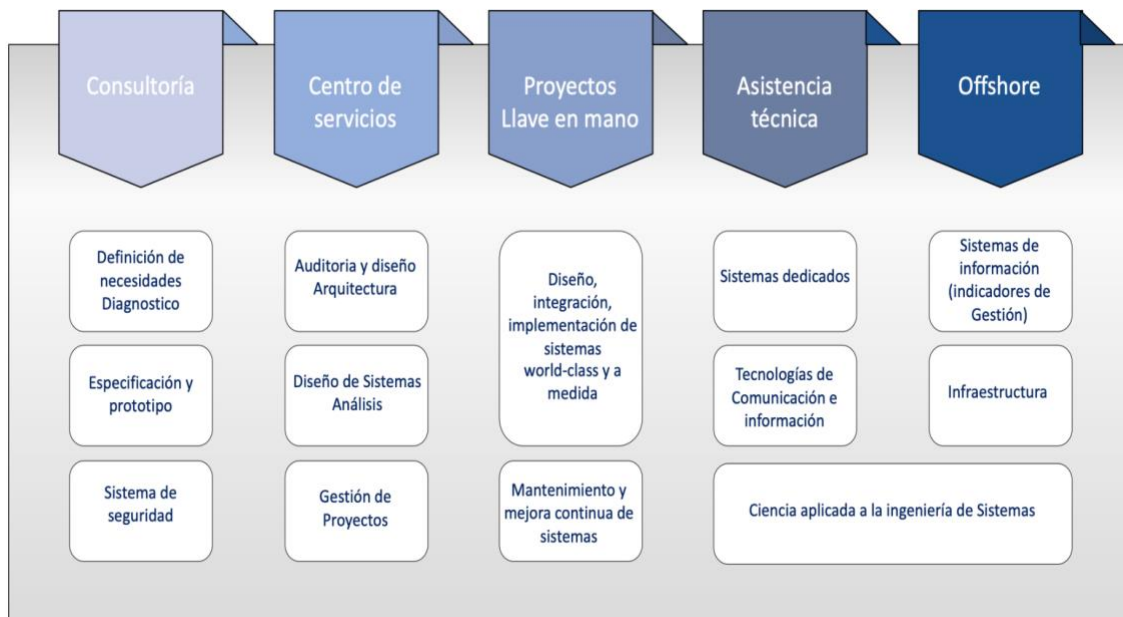 Consultoría
Centro de
servicios
Proyectos
Llave en mano
Asistencia
técnica
Offshore
Definición de
necesidades
Diagnostico
Auditoria y diseño
Arquitectura
Diseño,
integración,
implementación de
sistemas
world-class y a
medida
Sistemas dedicados
Sistemas de
información
(indicadores de
Gestión)
Especificación y
prototipo
Diseño de Sistemas
Análisis
Tecnologías de
Comunicación e
información
Infraestructura
Sistema de
seguridad
Gestión de
Proyectos
Mantenimiento y
mejora continua de
sistemas
Ciencia aplicada a la ingeniería de Sistemas